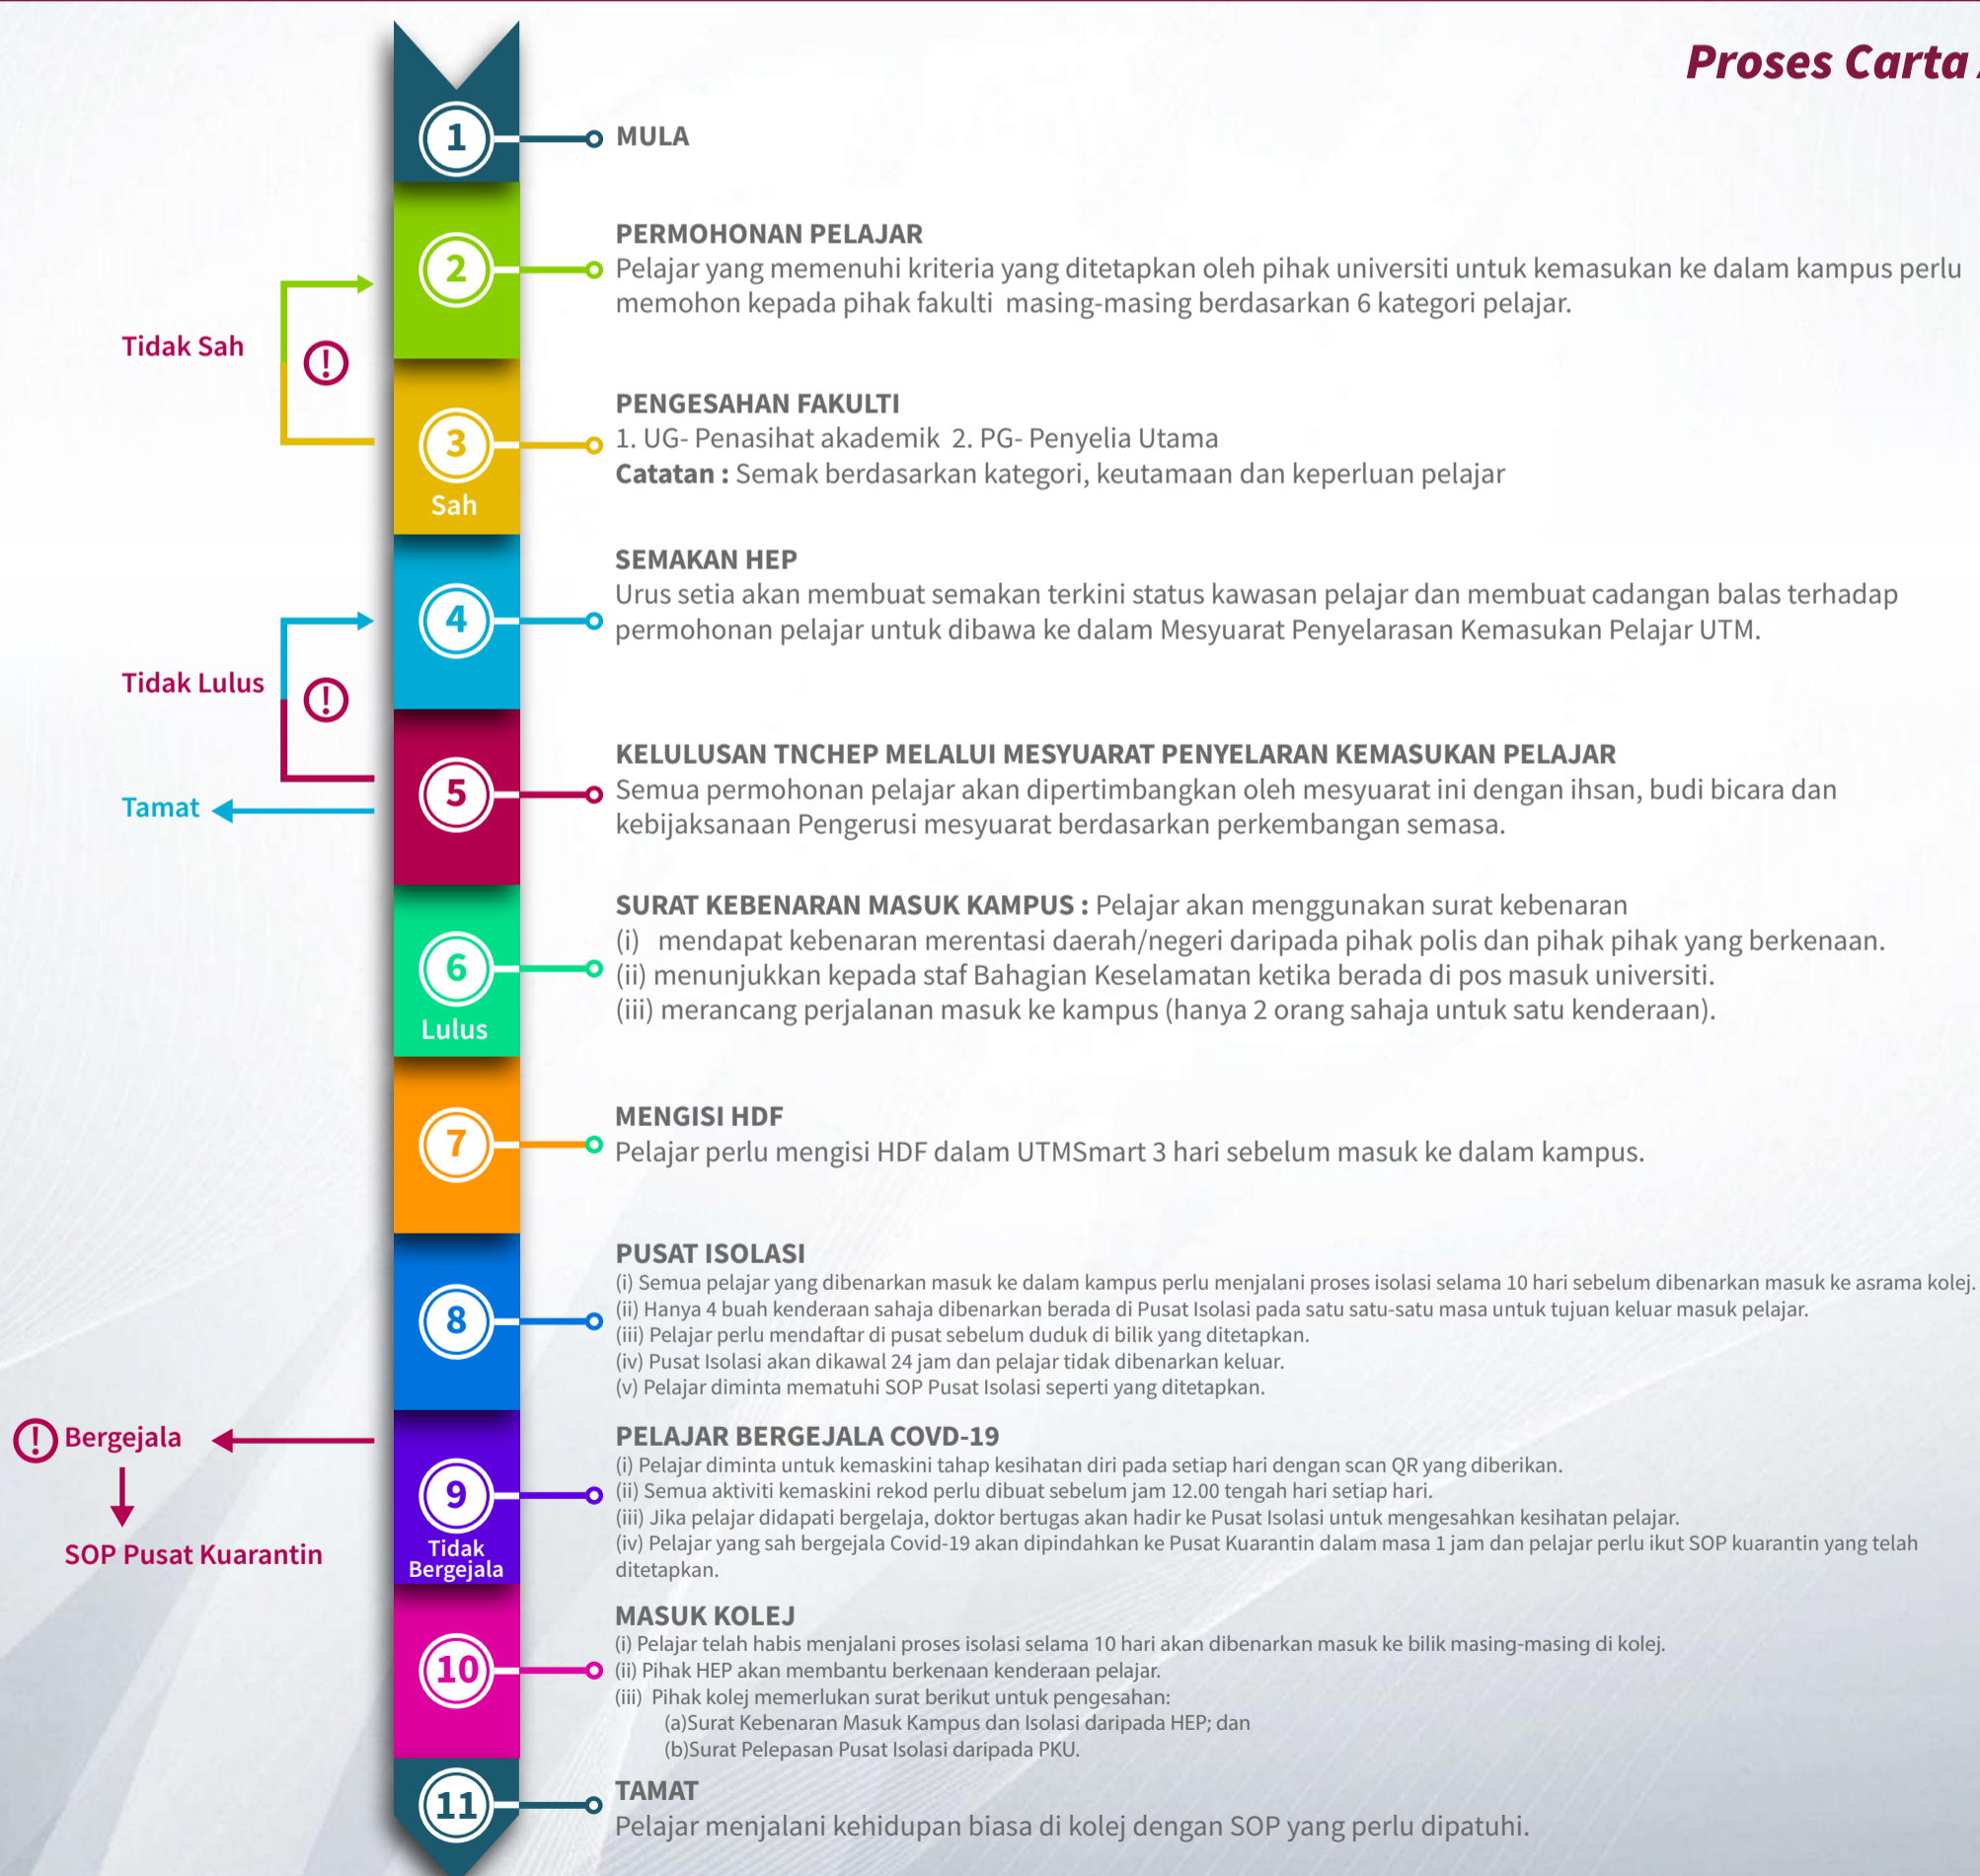 Proses Carta
1
MULA
2
PERMOHONAN PELAJAR
Pelajar yang memenuhi kriteria yang ditetapkan oleh pihak universiti untuk kemasukan ke dalam kampus perlu
memohon kepada pihak fakulti masing-masing berdasarkan 6 kategori pelajar.
Tidak Sah
!
3
Sah
PENGESAHAN FAKULTI
1. UG- Penasihat akademik 2. PG- Penyelia Utama
Catatan : Semak berdasarkan kategori, keutamaan dan keperluan pelajar
4
SEMAKAN HEP
Urus setia akan membuat semakan terkini status kawasan pelajar dan membuat cadangan balas terhadap
permohonan pelajar untuk dibawa ke dalam Mesyuarat Penyelarasan Kemasukan Pelajar UTM.
Tidak Lulus
!
Tamat
5
KELULUSAN TNCHEP MELALUI MESYUARAT PENYELARAN KEMASUKAN PELAJAR
Semua permohonan pelajar akan dipertimbangkan oleh mesyuarat ini dengan ihsan, budi bicara dan
kebijaksanaan Pengerusi mesyuarat berdasarkan perkembangan semasa.
6
Lulus
SURAT KEBENARAN MASUK KAMPUS : Pelajar akan menggunakan surat kebenaran
(i) mendapat kebenaran merentasi daerah/negeri daripada pihak polis dan pihak pihak yang berkenaan.
(ii) menunjukkan kepada staf Bahagian Keselamatan ketika berada di pos masuk universiti.
(iii) merancang perjalanan masuk ke kampus (hanya 2 orang sahaja untuk satu kenderaan).
7
MENGISI HDF
Pelajar perlu mengisi HDF dalam UTMSmart 3 hari sebelum masuk ke dalam kampus.
8
PUSAT ISOLASI
(i) Semua pelajar yang dibenarkan masuk ke dalam kampus perlu menjalani proses isolasi selama 10 hari sebelum dibenarkan masuk ke asrama kolej.
(ii) Hanya 4 buah kenderaan sahaja dibenarkan berada di Pusat Isolasi pada satu satu-satu masa untuk tujuan keluar masuk pelajar.
(iii) Pelajar perlu mendaftar di pusat sebelum duduk di bilik yang ditetapkan.
(iv) Pusat Isolasi akan dikawal 24 jam dan pelajar tidak dibenarkan keluar.
(v) Pelajar diminta mematuhi SOP Pusat Isolasi seperti yang ditetapkan.
! Bergejala
SOP Pusat Kuarantin
9
Tidak
Bergejala
PELAJAR BERGEJALA COVD-19
(i) Pelajar diminta untuk kemaskini tahap kesihatan diri pada setiap hari dengan scan QR yang diberikan.
(ii) Semua aktiviti kemaskini rekod perlu dibuat sebelum jam 12.00 tengah hari setiap hari.
(iii) Jika pelajar didapati bergelaja, doktor bertugas akan hadir ke Pusat Isolasi untuk mengesahkan kesihatan pelajar.
(iv) Pelajar yang sah bergejala Covid-19 akan dipindahkan ke Pusat Kuarantin dalam masa 1 jam dan pelajar perlu ikut SOP kuarantin yang telah
ditetapkan.
10
MASUK KOLEJ
(i) Pelajar telah habis menjalani proses isolasi selama 10 hari akan dibenarkan masuk ke bilik masing-masing di kolej.
(ii) Pihak HEP akan membantu berkenaan kenderaan pelajar.
(iii) Pihak kolej memerlukan surat berikut untuk pengesahan:
(a)Surat Kebenaran Masuk Kampus dan Isolasi daripada HEP; dan
(b)Surat Pelepasan Pusat Isolasi daripada PKU.
11
TAMAT
Pelajar menjalani kehidupan biasa di kolej dengan SOP yang perlu dipatuhi.